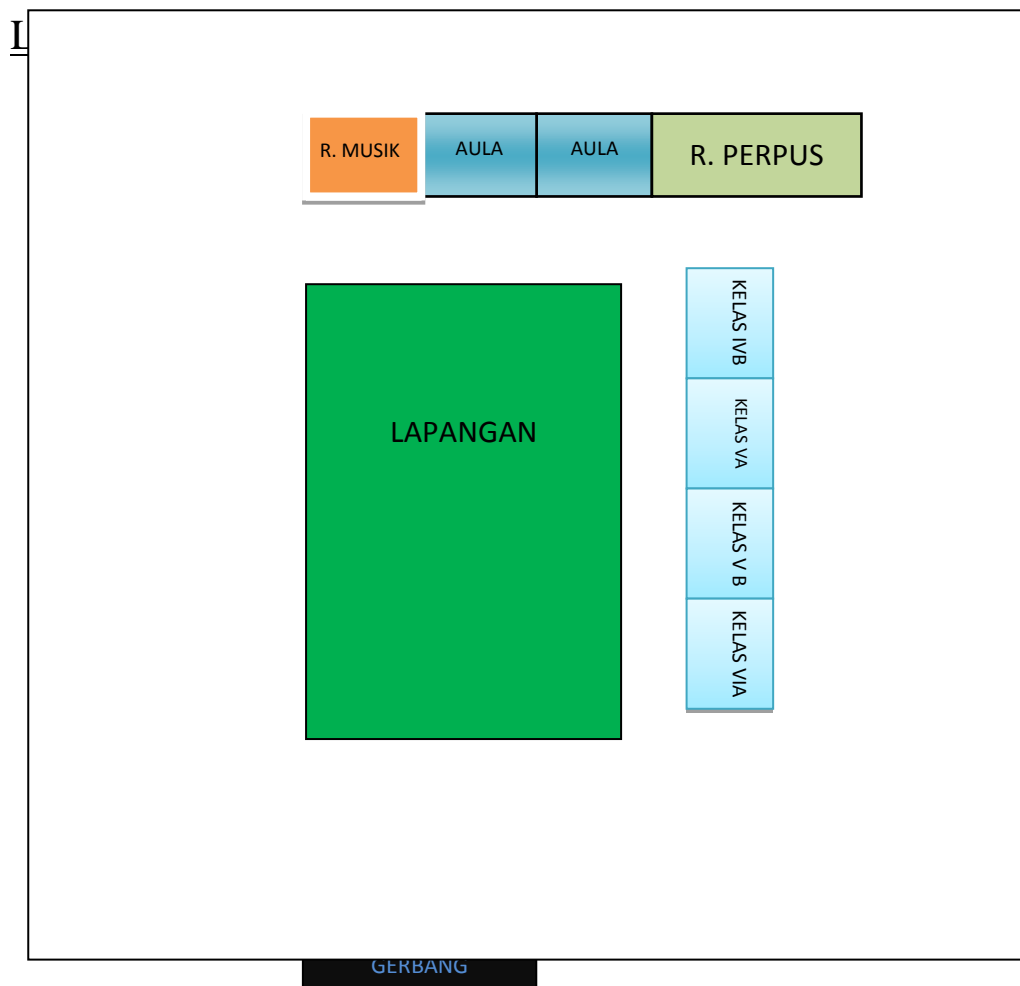 R. MUSIK
AULA
AULA
R. PERPUS
KELAS IVB
LAPANGAN
KELAS VA
KELAS V B
KELAS VIA
GERBANG